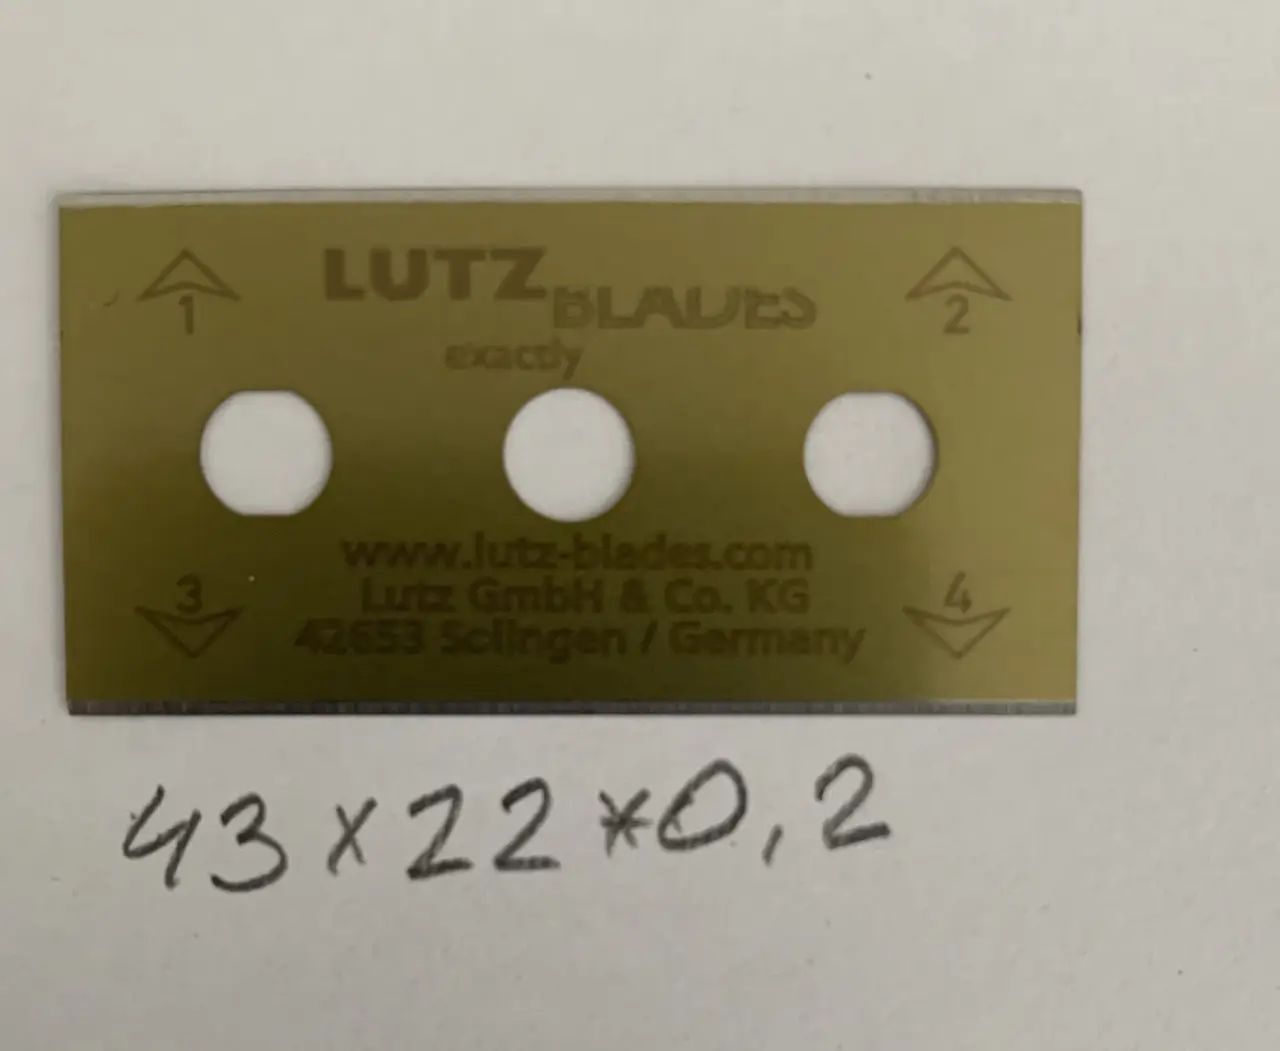 1 LUTZ BLADES 2
exactly
www.lutz-blades.com
3 Lutz GmbH & Co. KG 4
42653 Solingen / Germany
43 x 22 * 0,2